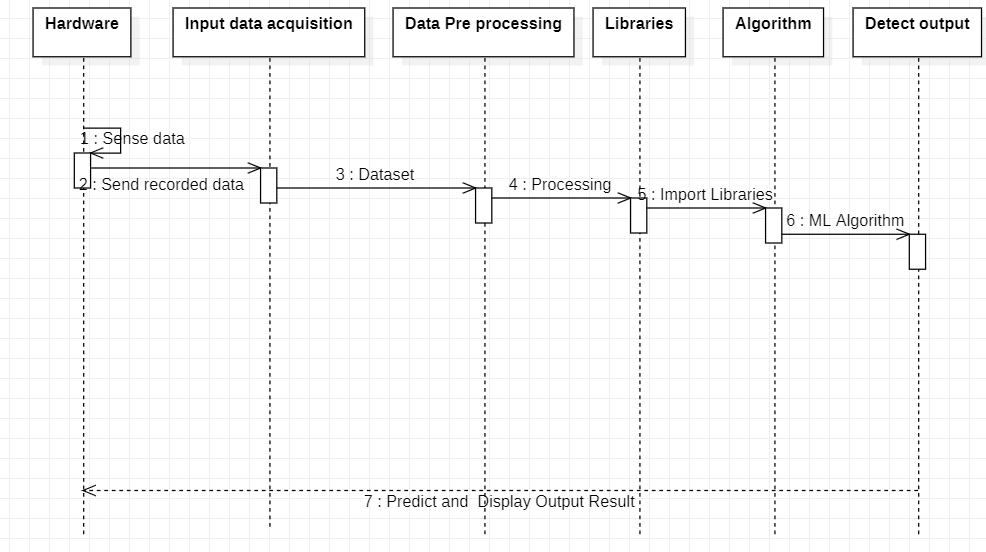 Hardware
Input data acquisition
Data Pre processing
Libraries
Algorithm
Detect output
1 : Sense data
2 : Send recorded data
3 : Dataset
4 : Processing
5 : Import Libraries
6 : ML Algorithm
7 : Predict and  Display Output Result